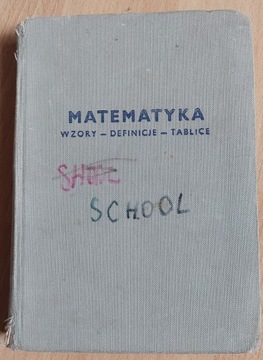 MATEMATYKA
WZORY – DEFINICJE – TABLICE
SCHOOL